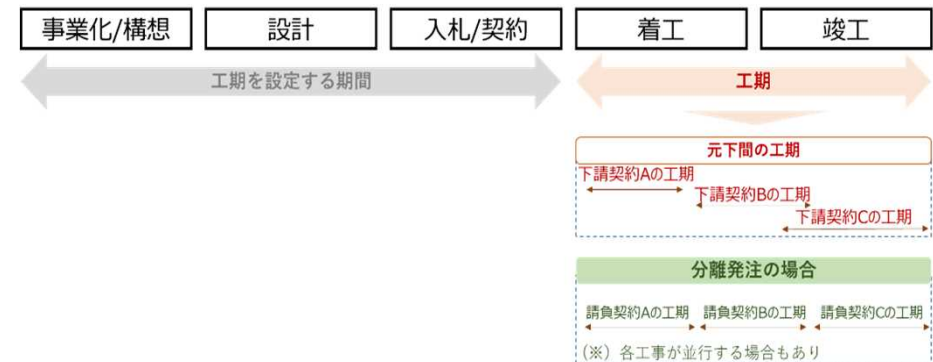 事業化/構想 設計 入札/契約 着工 竣工
工期を設定する期間 工期
元下間の工期
下請契約Aの工期
下請契約Bの工期
下請契約Cの工期
分離発注の場合
請負契約Aの工期 請負契約Bの工期 請負契約Cの工期
(※) 各工事が並行する場合もあり